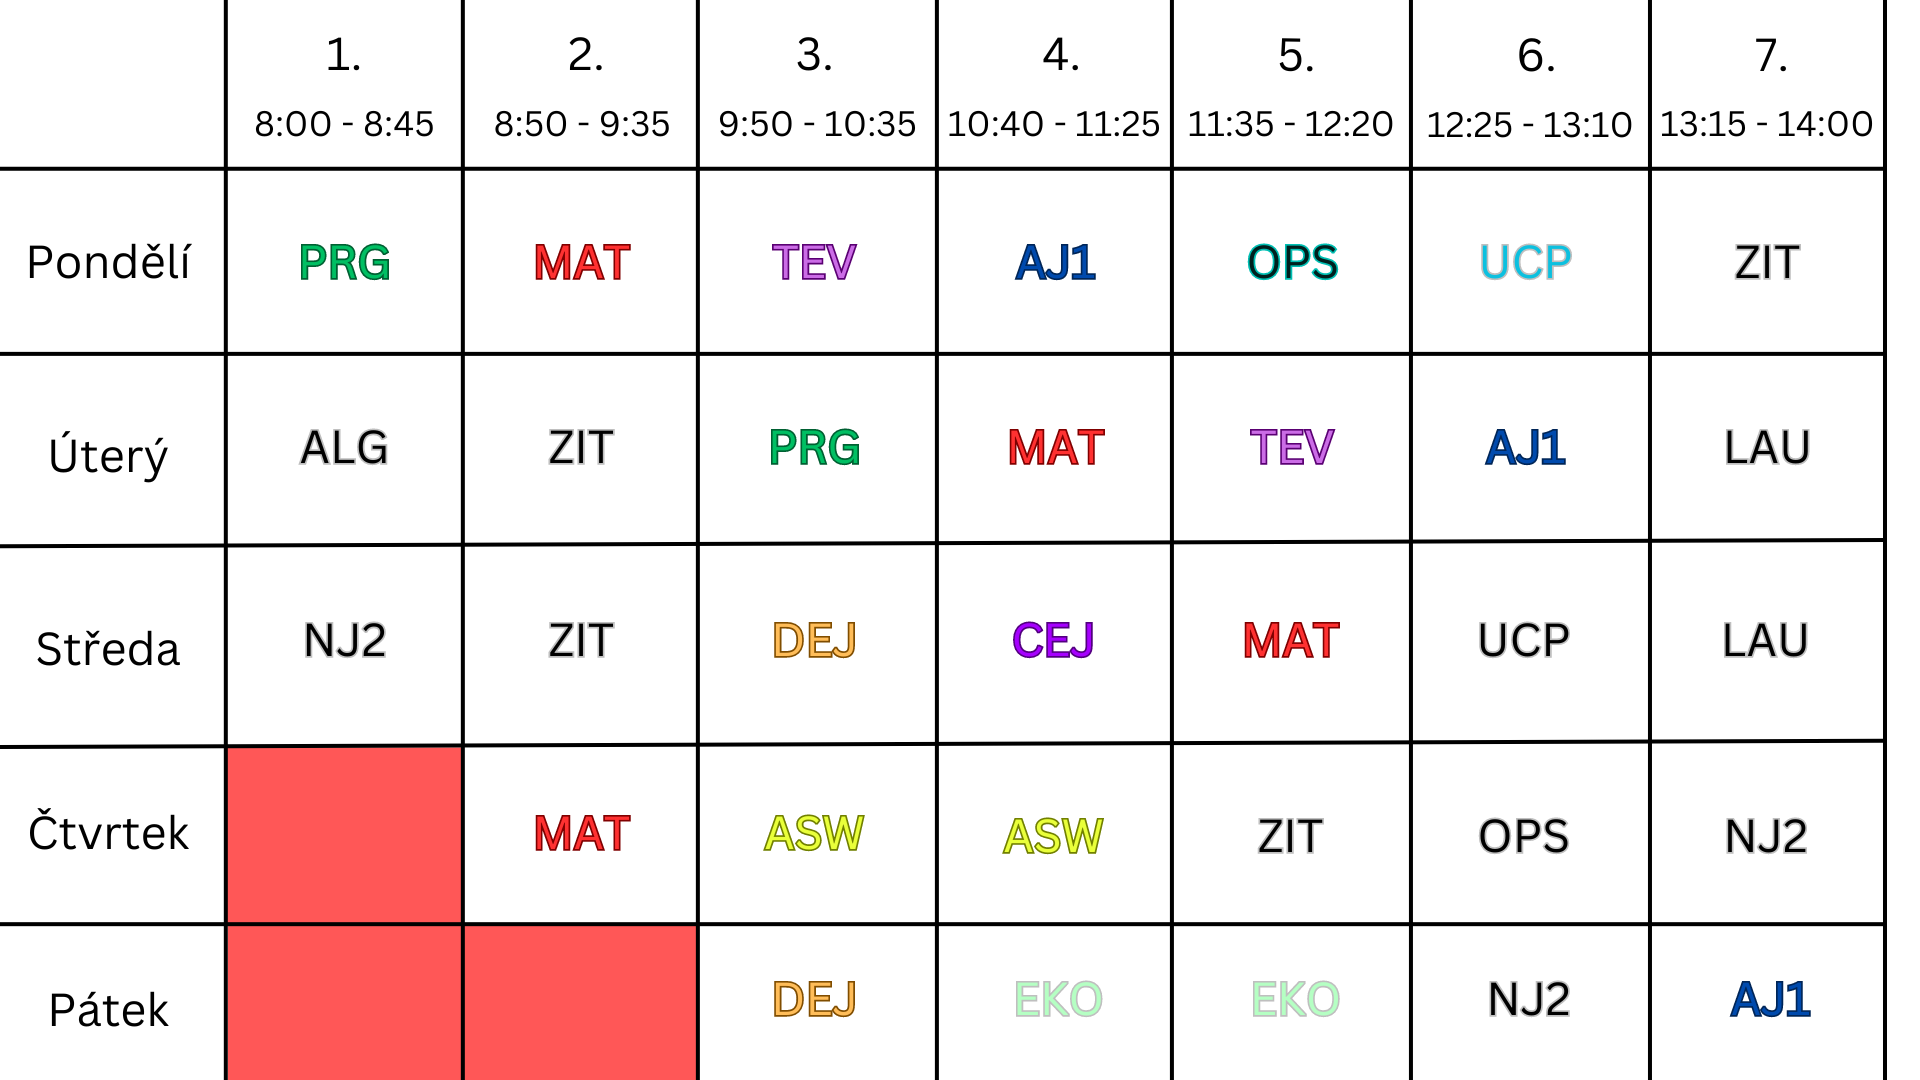 1. 2. 3. 4. 5. 6. 7.
8:00 - 8:45 8:50 - 9:35 9:50 - 10:35 10:40 - 11:25 11:35 - 12:20 12:25 - 13:10 13:15 - 14:00
Pondělí PRG MAT TEV AJ1 OPS UCP ZIT
Úterý ALG ZIT PRG MAT TEV AJ1 LAU
Středa NJ2 ZIT DEJ CEJ MAT UCP LAU
Čtvrtek MAT ASW ASW ZIT OPS NJ2
Pátek DEJ EKO EKO NJ2 AJ1